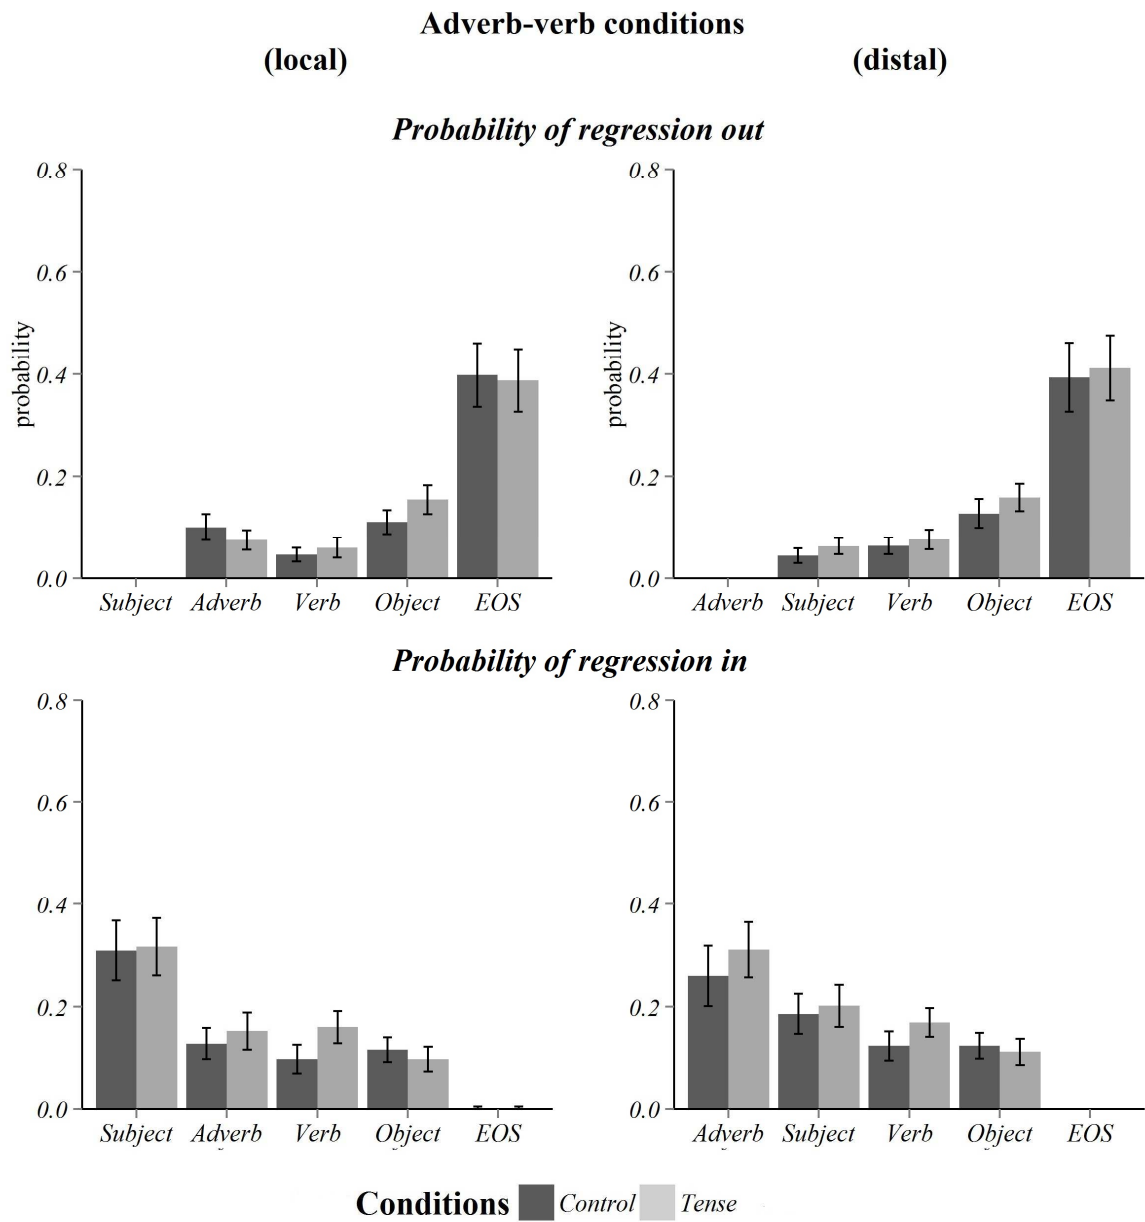 Adverb-verb conditions
(local) (distal)
Probability of regression out
probability
0.8
0.6
0.4
0.2
0.0
Subject Adverb Verb Object EOS
probability
0.8
0.6
0.4
0.2
0.0
Adverb Subject Verb Object EOS
Probability of regression in
0.8
0.6
0.4
0.2
0.0
Subject Adverb Verb Object EOS
0.8
0.6
0.4
0.2
0.0
Adverb Subject Verb Object EOS
Conditions Control Tense